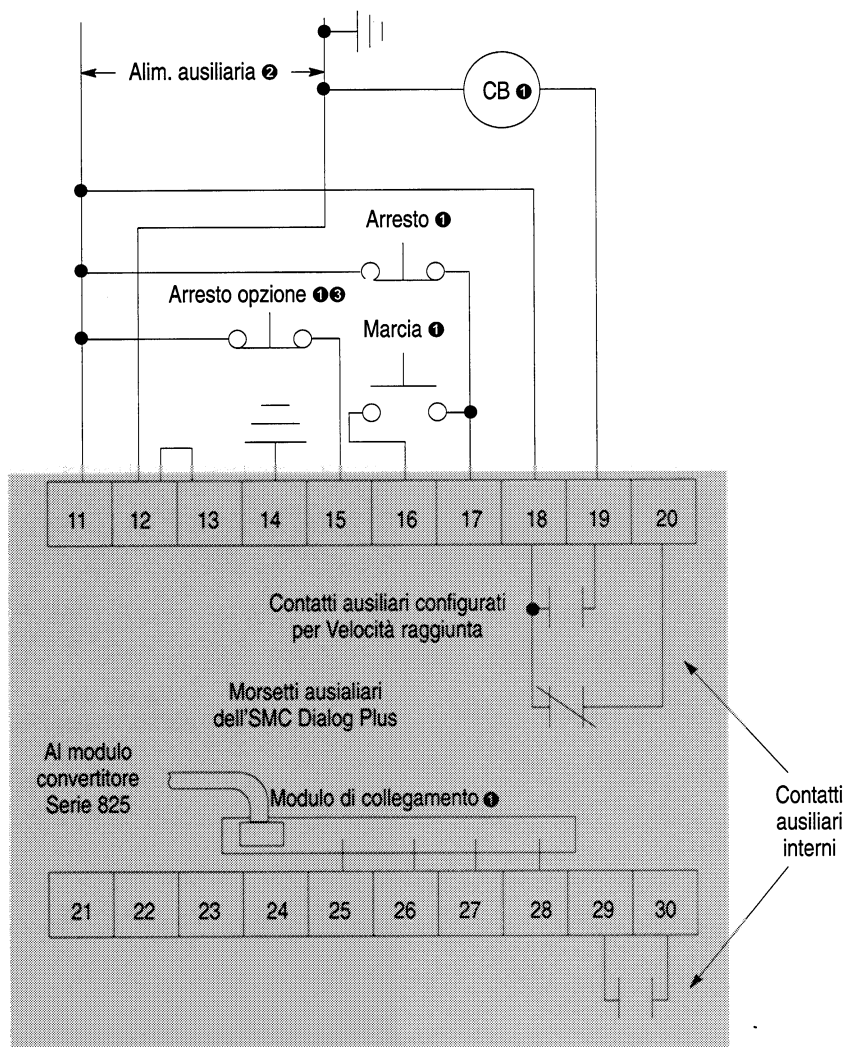 Alim. ausiliaria ❷
CB ❶
Arresto ❶
Arresto opzione ❶❸
Marcia ❶
11 12 13 14 15 16 17 18 19 20
Contatti ausiliari configurati
per Velocità raggiunta
Morsetti ausialiari
dell'SMC Dialog Plus
Al modulo
convertitore
Serie 825
Modulo di collegamento ❶
Contatti
ausiliari
interni
21 22 23 24 25 26 27 28 29 30